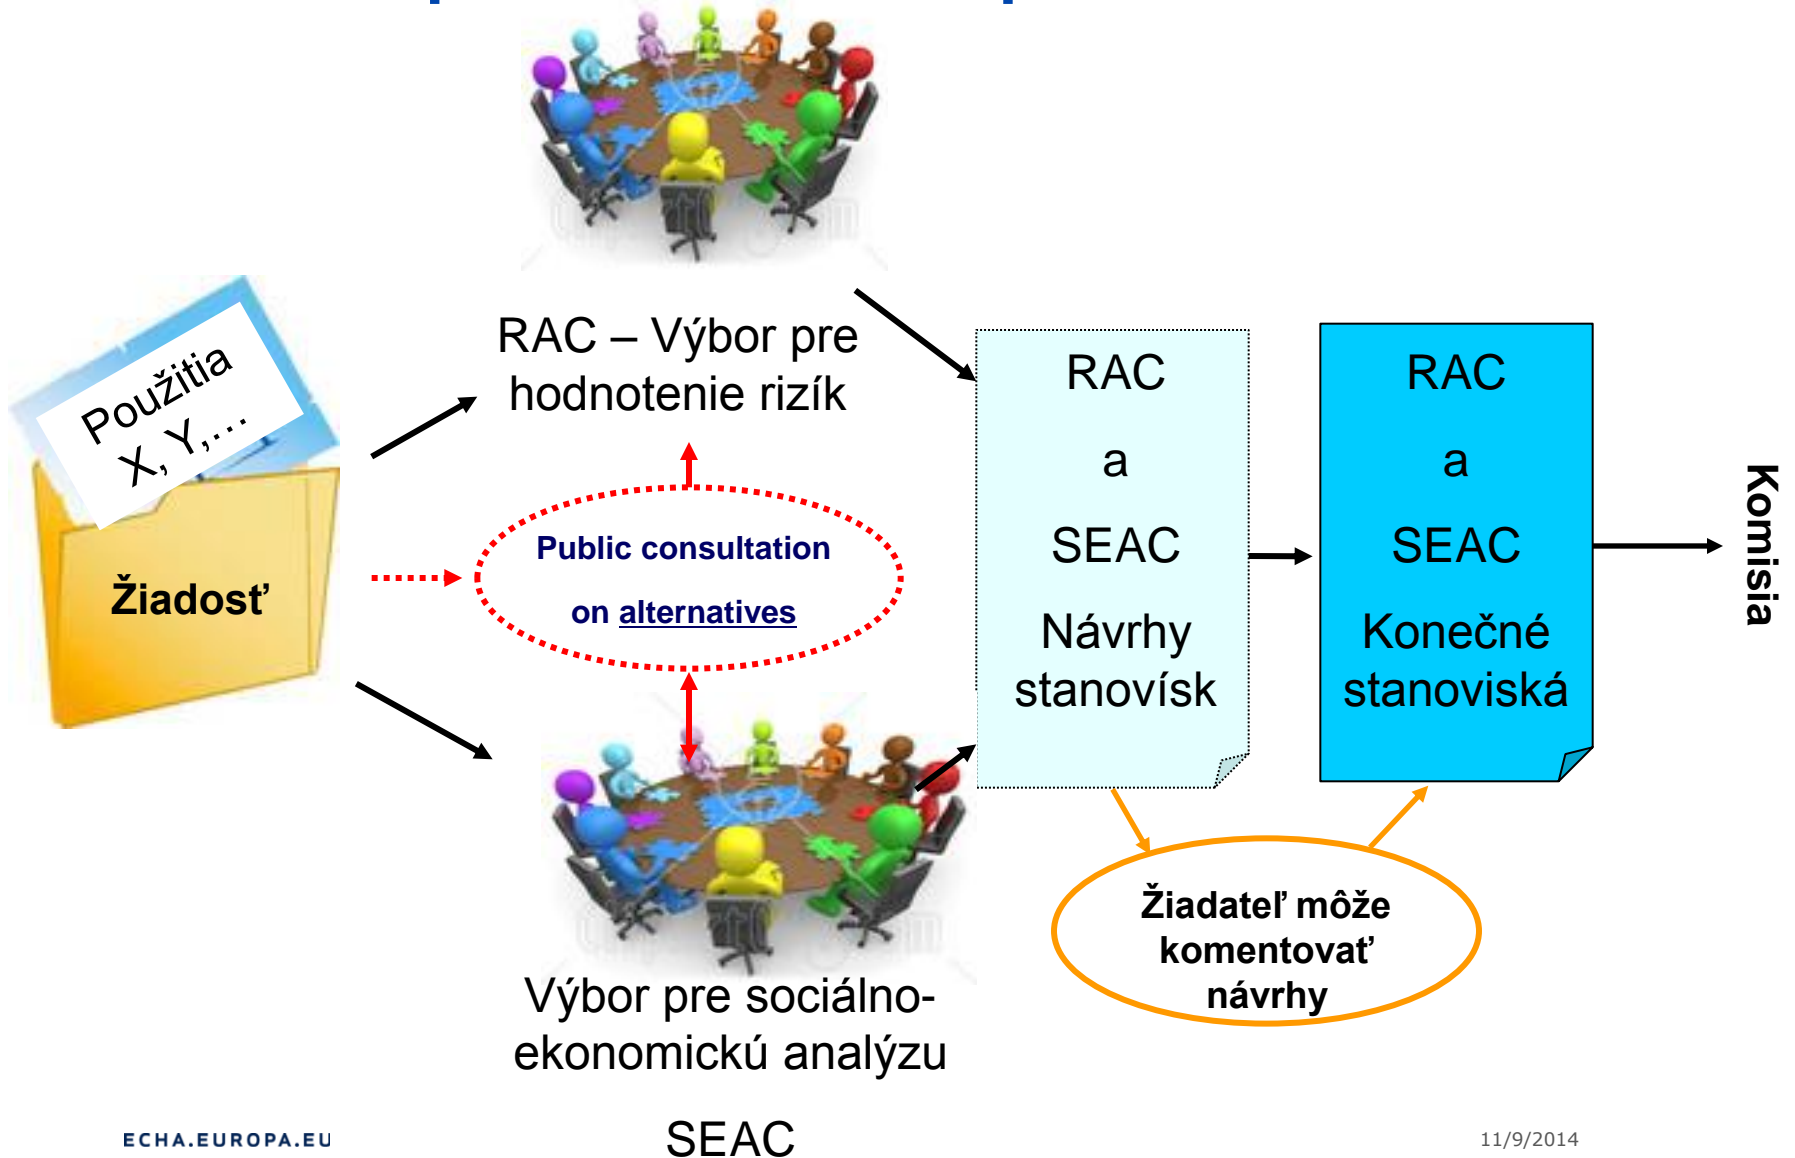 Použitia
X, Y,…
Žiadosť
RAC – Výbor pre
hodnotenie rizík
Public consultation
on alternatives
Výbor pre sociálno-
ekonomickú analýzu
SEAC
RAC
a
SEAC
Návrhy
stanovísk
RAC
a
SEAC
Konečné
stanoviská
Komisia
Žiadateľ môže
komentovať
návrhy
ECHA.EUROPA.EU
11/9/2014